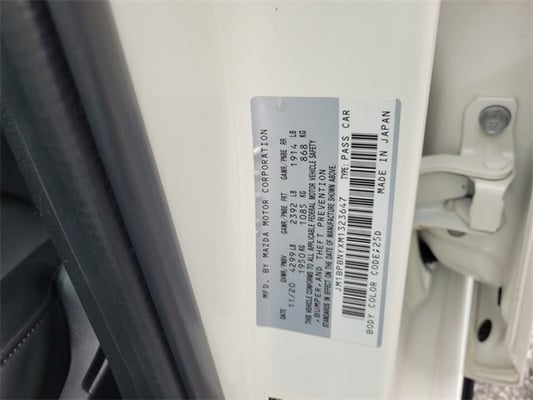 MFD. BY MAZDA MOTOR CORPORATION
GVWR/PNBV GAWR/PNBE FRT GAWR/PNBE RR
11/20 4299 LB 2392 LB 1914 LB
1950 KG 1085 KG 868 KG
THIS VEHICLE CONFORMS TO ALL APPLICABLE FEDERAL MOTOR VEHICLE SAFETY
, BUMPER, AND THEFT PREVENTION
STANDARDS IN EFFECT ON THE DATE OF MANUFACTURE SHOWN ABOVE.
JM1BPBNYXM1323647 TYPE: PASS CAR
BODY COLOR CODE; 25D MADE IN JAPAN